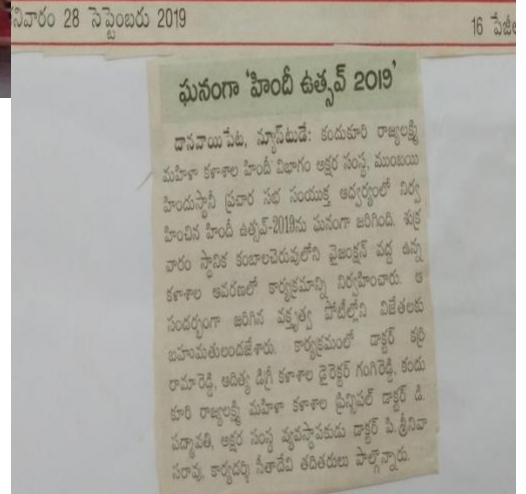 నివారం 28 సెప్టెంబరు 2019
16 పేజీల
ఘనంగా 'హిందీ ఉత్సవ్ 2019'
దానవాయిపేట, న్యూస్‌టుడే: కందుకూరి రాజ్యలక్ష్మి
మహిళా కళాశాల హిందీ విభాగం అక్షర సంస్థ, ముంబయి
హిందుస్థానీ ప్రచార సభ సంయుక్త ఆధ్వర్యంలో నిర్వ
హించిన హిందీ ఉత్సవ్-2019ను ఘనంగా జరిగింది. శుక్ర
వారం స్థానిక కంబాలచెరువులోని వైజంక్షన్ వద్ద ఉన్న
కళాశాల ఆవరణలో కార్యక్రమాన్ని నిర్వహించారు. ఆ
సందర్భంగా జరిగిన వక్తృత్వ పోటీల్లోని విజేతలకు
బహుమతులందజేశారు. కార్యక్రమంలో డాక్టర్ కర్రి
రామారెడ్డి, ఆదిత్య డిగ్రీ కళాశాల డైరెక్టర్ గంగిరెడ్డి, కందు
కూరి రాజ్యలక్ష్మి మహిళా కళాశాల ప్రిన్సిపల్ డాక్టర్ డి.
పద్మావతి, అక్షర సంస్థ వ్యవస్థాపకుడు డాక్టర్ పి.శ్రీనివా
సరావు, కార్యదర్శి సీతాదేవి తదితరులు పాల్గొన్నారు.